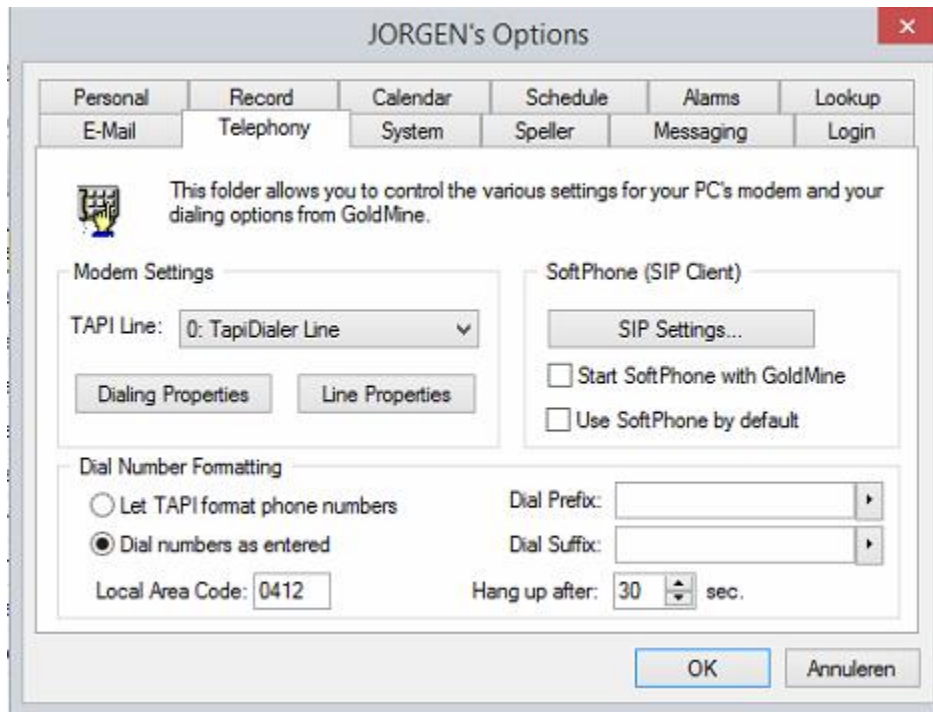 JORGEN's Options
Personal Record Calendar Schedule Alarms Lookup
E-Mail Telephony System Speller Messaging Login
This folder allows you to control the various settings for your PC's modem and your
dialing options from GoldMine.
Modem Settings
TAPI Line: 0: TapiDialer Line
Dialing Properties Line Properties
SoftPhone (SIP Client)
SIP Settings...
Start SoftPhone with GoldMine
Use SoftPhone by default
Dial Number Formatting
Let TAPI format phone numbers
Dial numbers as entered
Local Area Code: 0412
Dial Prefix:
Dial Suffix:
Hang up after: 30 sec.
OK Annuleren